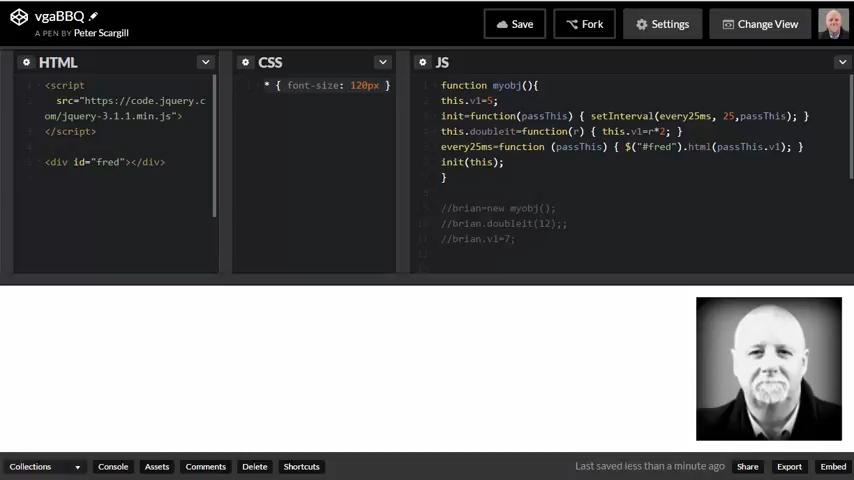 vgaBBQ
A PEN BY Peter Scargill
Save
Fork
Settings
Change View
HTML
<script
src="https://code.jquery.c
om/jquery-3.1.1.min.js">
</script>
<div id="fred"></div>
CSS
* { font-size: 120px }
JS
function myobj(){
this.v1=5;
init=function(passThis) { setInterval(every25ms, 25,passThis); }
this.doubleit=function(r) { this.v1=r*2; }
every25ms=function (passThis) { $("#fred").html(passThis.v1); }
init(this);
}
//brian=new myobj();
//brian.doubleit(12);;
//brian.v1=7;
Collections
Console
Assets
Comments
Delete
Shortcuts
Last saved less than a minute ago
Share
Export
Embed